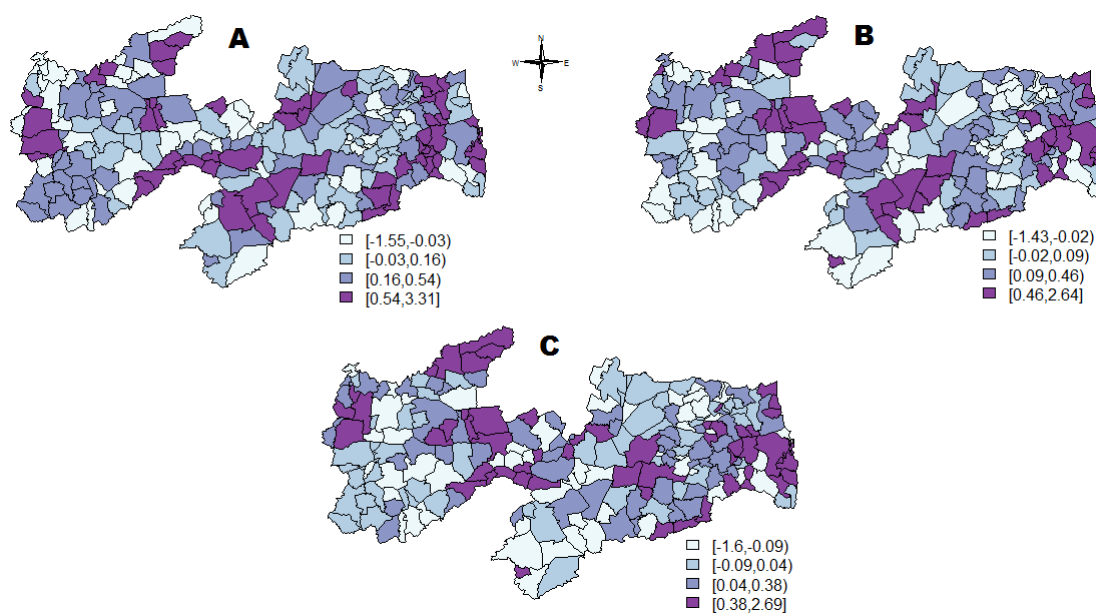 A
N
W E
S
B
[-1.55,-0.03)
[-0.03,0.16)
[0.16,0.54)
[0.54,3.31]
[-1.43,-0.02)
[-0.02,0.09)
[0.09,0.46)
[0.46,2.64]
C
[-1.6,-0.09)
[-0.09,0.04)
[0.04,0.38)
[0.38,2.69]